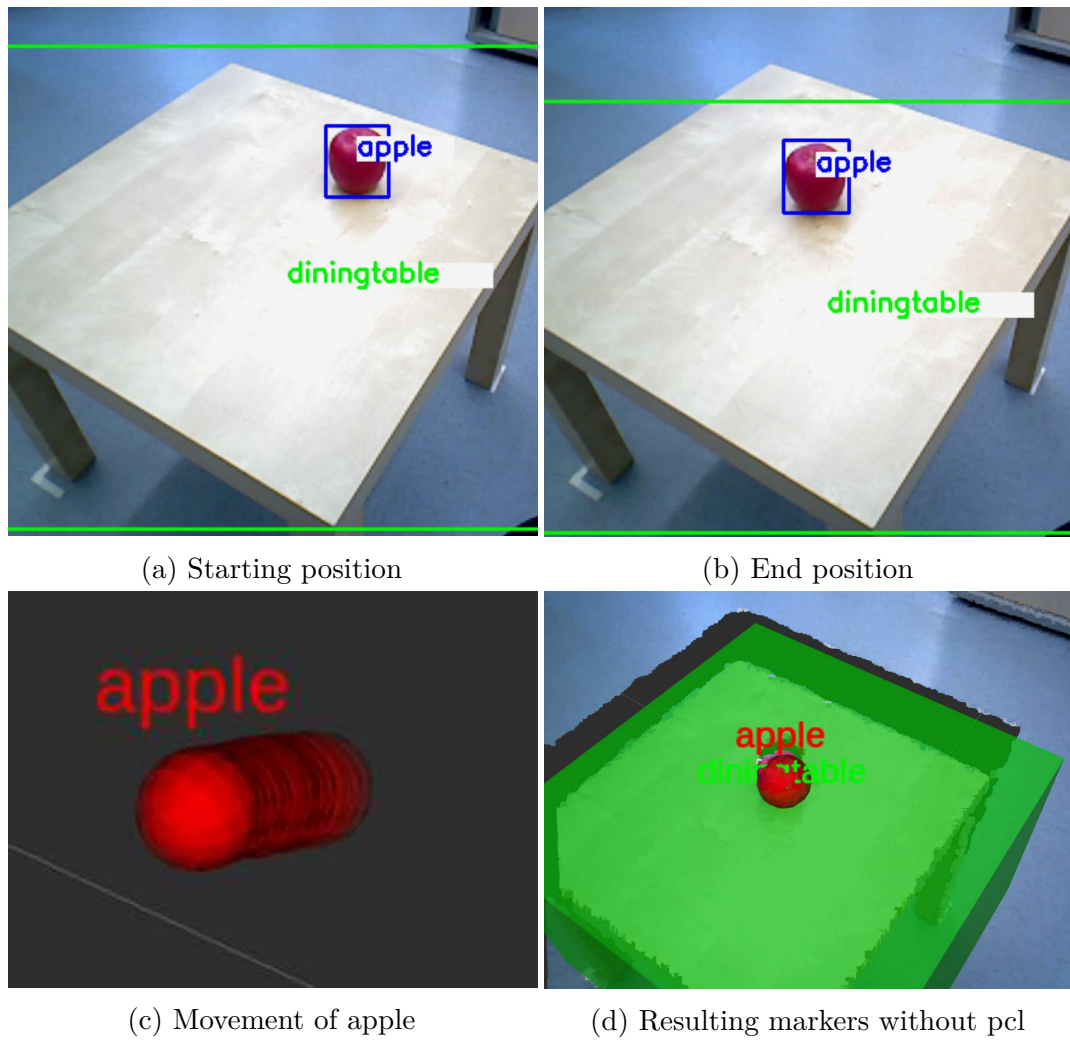 apple
diningtable
apple
diningtable
(a) Starting position
(b) End position
apple
apple
diningtable
(c) Movement of apple
(d) Resulting markers without pcl